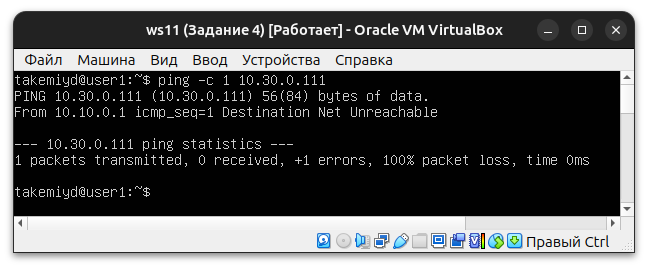 ws11 (Задание 4) [Работает] - Oracle VM VirtualBox
Файл Машина Вид Ввод Устройства Справка
takemiyd@user1:~$ ping -c 1 10.30.0.111
PING 10.30.0.111 (10.30.0.111) 56(84) bytes of data.
From 10.10.0.1 icmp_seq=1 Destination Net Unreachable
--- 10.30.0.111 ping statistics ---
1 packets transmitted, 0 received, +1 errors, 100% packet loss, time 0ms
takemiyd@user1:~$
Правый Ctrl